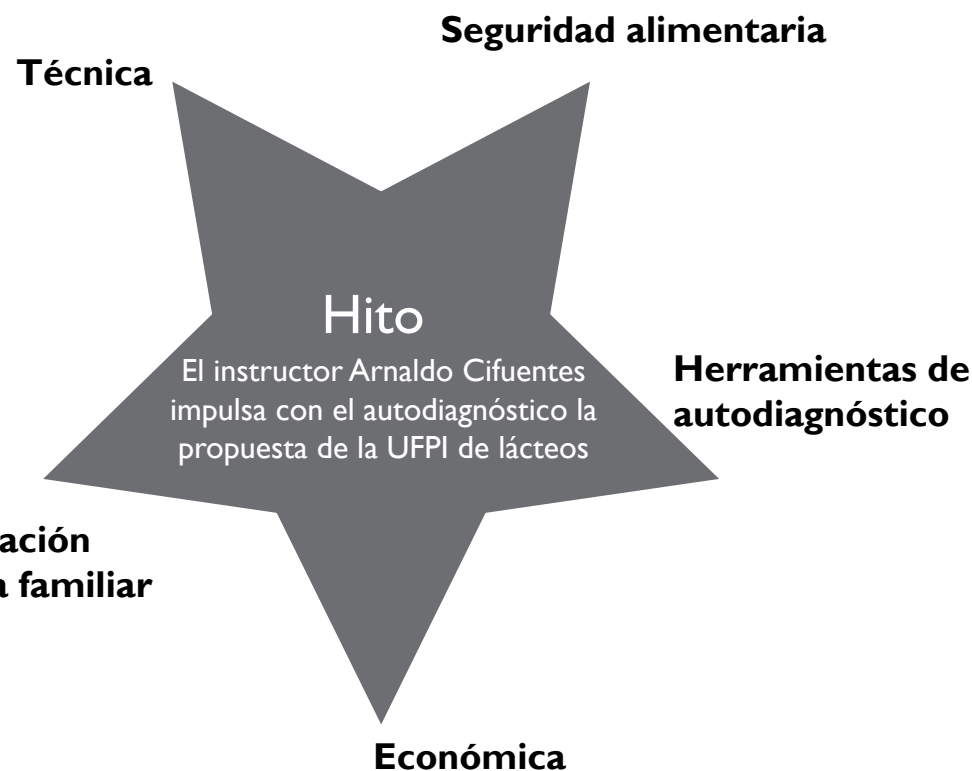 Seguridad alimentaria
Técnica
Hito
El instructor Arnaldo Cifuentes
impulsa con el autodiagnóstico la
propuesta de la UFPI de lácteos
Herramientas de
autodiagnóstico
familiar
Económica